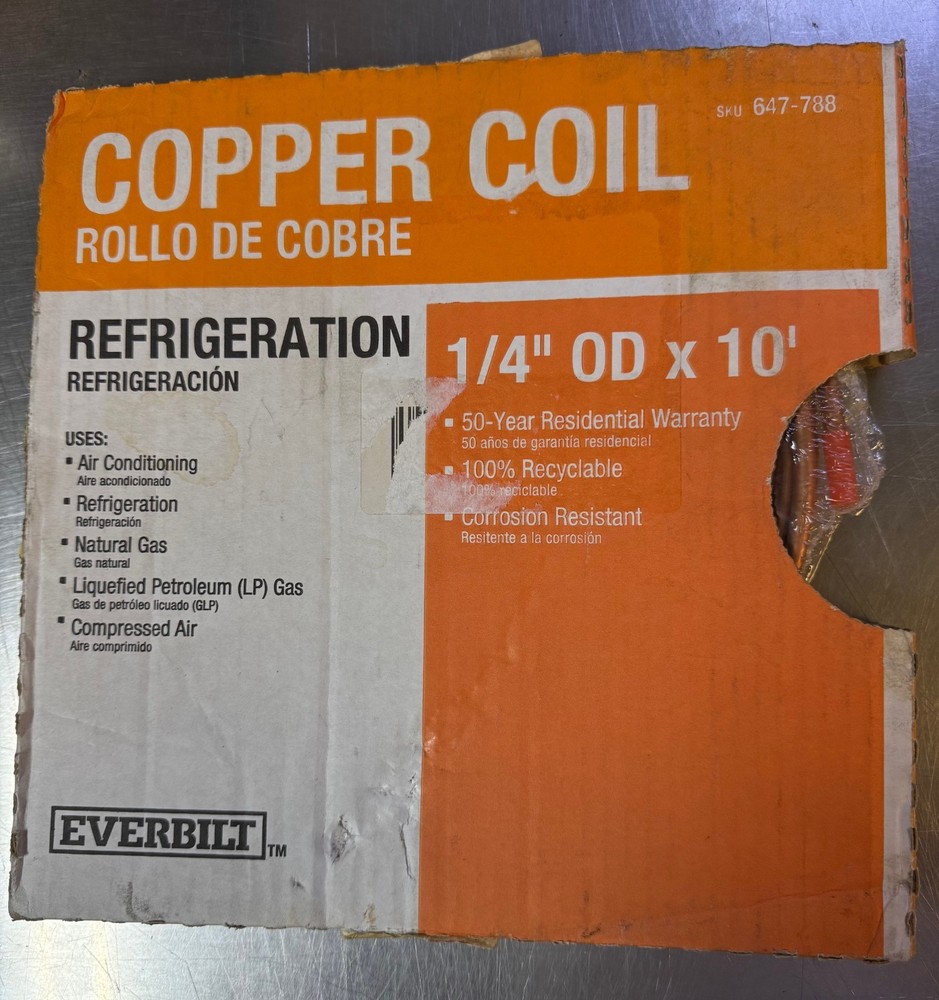 SKU 647-788
COPPER COIL
ROLLO DE COBRE
REFRIGERATION
REFRIGERACIÓN
USES:
▪ Air Conditioning
Aire acondicionado
▪ Refrigeration
Refrigeración
▪ Natural Gas
Gas natural
▪ Liquefied Petroleum (LP) Gas
Gas de petróleo licuado (GLP)
▪ Compressed Air
Aire comprimido
EVERBILT™
1/4" OD x 10'
▪ 50-Year Residential Warranty
50 años de garantía residencial
▪ 100% Recyclable
100% reciclable
▪ Corrosion Resistant
Resitente a la corrosión